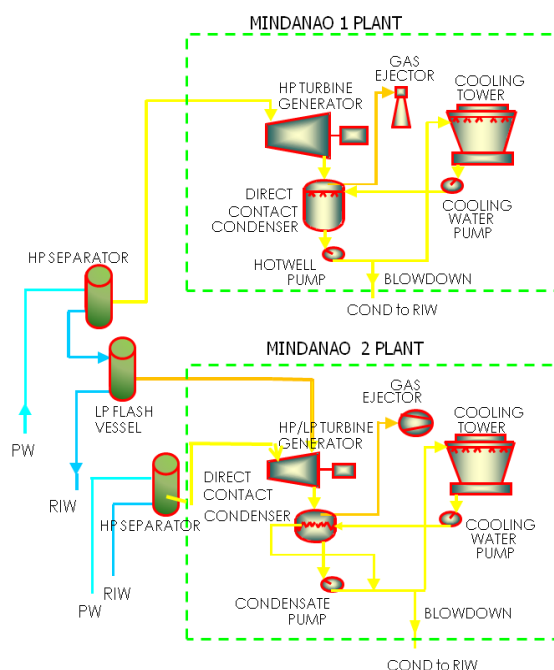 MINDANAO 1 PLANT
GAS
EJECTOR
COOLING
TOWER
HP TURBINE
GENERATOR
DIRECT
CONTACT
CONDENSER
COOLING
WATER
PUMP
HP SEPARATOR
HOTWELL
PUMP
BLOWDOWN
COND to RIW
MINDANAO 2 PLANT
GAS
EJECTOR
COOLING
TOWER
HP/LP TURBINE
GENERATOR
LP FLASH
VESSEL
PW
RIW
HP SEPARATOR
DIRECT
CONTACT
CONDENSER
COOLING
WATER
PUMP
RIW
PW
CONDENSATE
PUMP
BLOWDOWN
COND to RIW